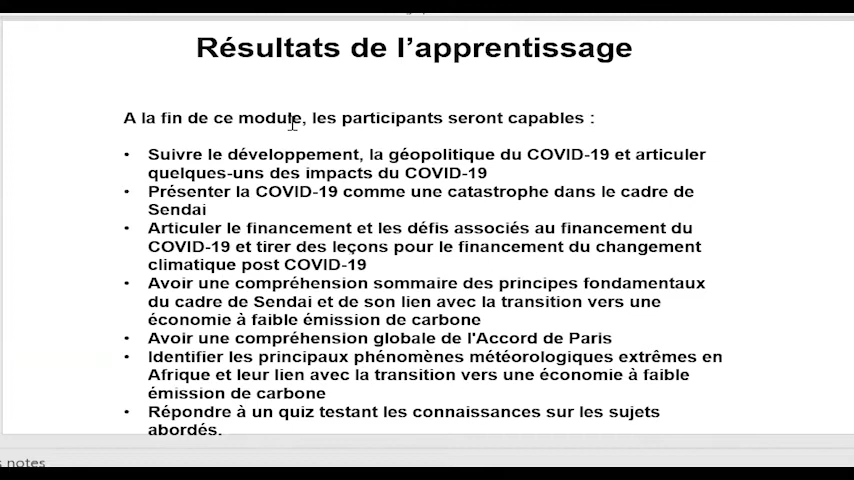 Résultats de l’apprentissage
A la fin de ce module, les participants seront capables :
• Suivre le développement, la géopolitique du COVID-19 et articuler
quelques-uns des impacts du COVID-19
• Présenter la COVID-19 comme une catastrophe dans le cadre de
Sendai
• Articuler le financement et les défis associés au financement du
COVID-19 et tirer des leçons pour le financement du changement
climatique post COVID-19
• Avoir une compréhension sommaire des principes fondamentaux
du cadre de Sendai et de son lien avec la transition vers une
économie à faible émission de carbone
• Avoir une compréhension globale de l'Accord de Paris
• Identifier les principaux phénomènes météorologiques extrêmes en
Afrique et leur lien avec la transition vers une économie à faible
émission de carbone
• Répondre à un quiz testant les connaissances sur les sujets
abordés.
s notes